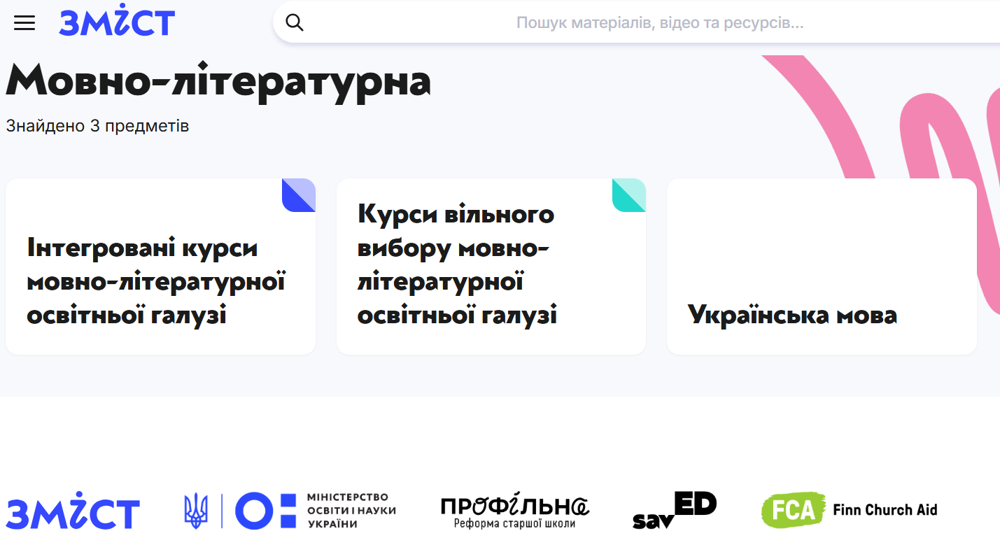 ЗМІСТ
Пошук матеріалів, відео та ресурсів...
Мовно-літературна
Знайдено 3 предметів
Інтегровані курси
мовно-літературної
освітньої галузі
Курси вільного
вибору мовно-
літературної
освітньої галузі
Українська мова
ЗМІСТ
МІНІСТЕРСТВО
ОСВІТИ І НАУКИ
УКРАЇНИ
ПРОФІЛЬНА
Реформа старшої школи
savED
FCA Finn Church Aid